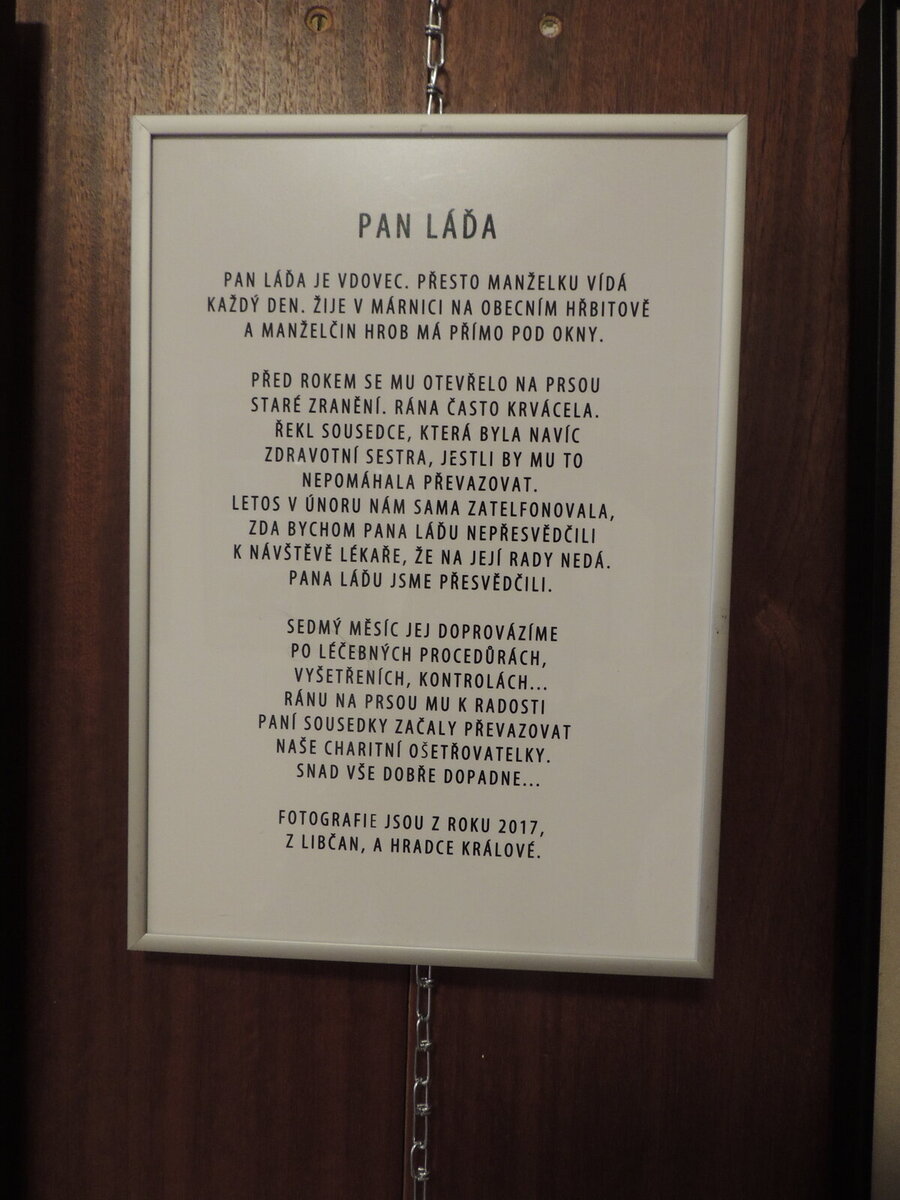 PAN LÁĎA
PAN LÁĎA JE VDOVEC. PŘESTO MANŽELKU VÍDÁ
KAŽDÝ DEN. ŽIJE V MÁRNICI NA OBECNÍM HŘBITOVĚ
A MANŽELČIN HROB MÁ PŘÍMO POD OKNY.
PŘED ROKEM SE MU OTEVŘELO NA PRSOU
STARÉ ZRANĚNÍ. RÁNA ČASTO KRVÁCELA.
ŘEKL SOUSEDCE, KTERÁ BYLA NAVÍC
ZDRAVOTNÍ SESTRA, JESTLI BY MU TO
NEPOMÁHALA PŘEVAZOVAT.
LETOS V ÚNORU NÁM SAMA ZATELFONOVALA,
ZDA BYCHOM PANA LÁĎU NEPŘESVĚDČILI
K NÁVŠTĚVĚ LÉKAŘE, ŽE NA JEJÍ RADY NEDÁ.
PANA LÁĎU JSME PŘESVĚDČILI.
SEDMÝ MĚSÍC JEJ DOPROVÁZÍME
PO LÉČEBNÝCH PROCEDŮRÁCH,
VYŠETŘENÍCH, KONTROLÁCH...
RÁNU NA PRSOU MU K RADOSTI
PANÍ SOUSEDKY ZAČALY PŘEVAZOVAT
NAŠE CHARITNÍ OŠETŘOVATELKY.
SNAD VŠE DOBŘE DOPADNE...
FOTOGRAFIE JSOU Z ROKU 2017,
Z LIBČAN, A HRADCE KRÁLOVÉ.